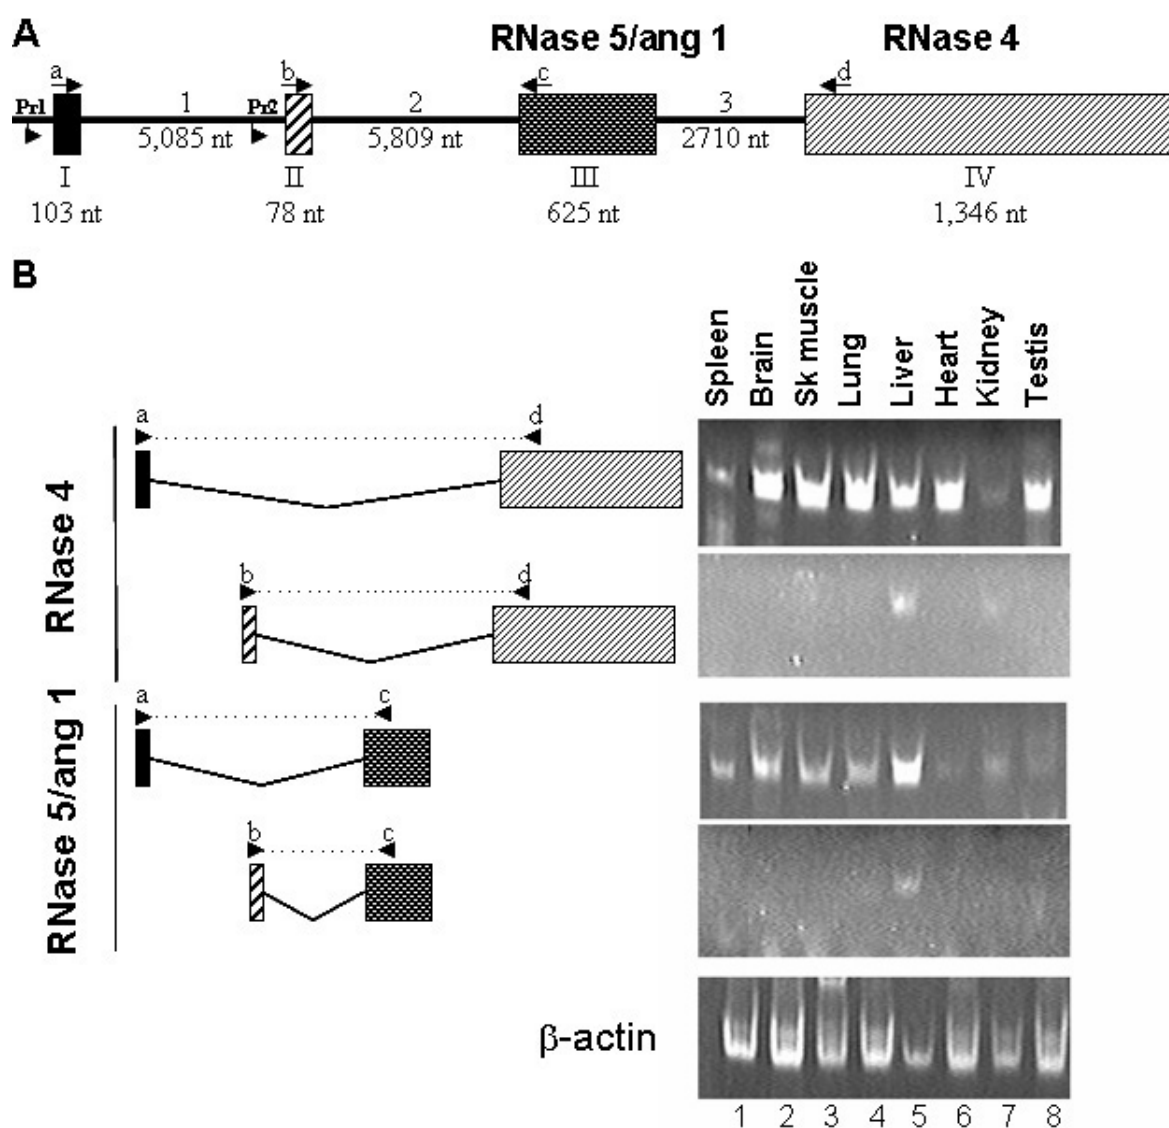 A
RNase 5/ang 1 RNase 4
a b c d
Pr1 1 Pr2 2 3
5,085 nt 5,809 nt 2710 nt
I II III IV
103 nt 78 nt 625 nt 1,346 nt
B
Spleen
Brain
Sk muscle
Lung
Liver
Heart
Kidney
Testis
RNase 4
a d
b d
RNase 5/ang 1
a c
b c
β-actin
1 2 3 4 5 6 7 8